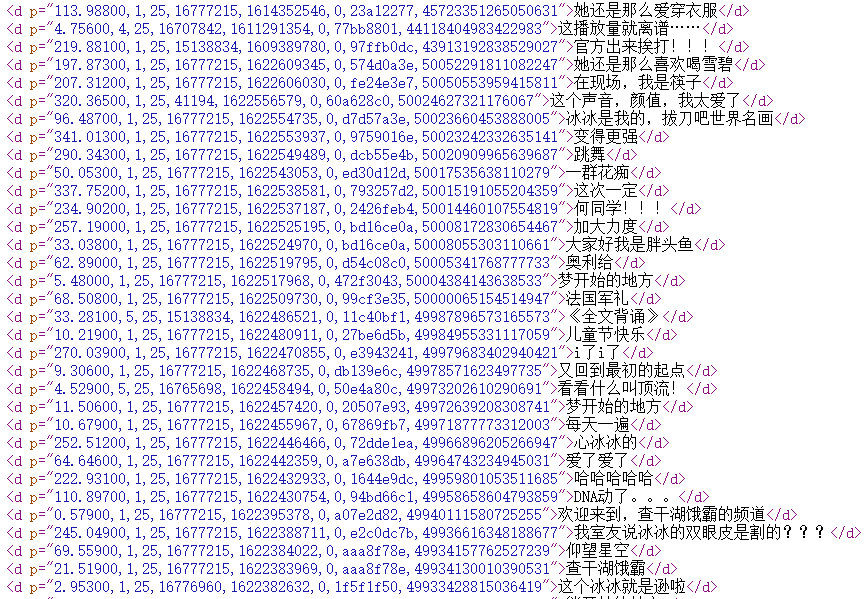 <d p="113.98800,1,25,16777215,1614352546,0,23a12277,45723351265050631">她还是那么爱穿衣服</d>
<d p="4.75600,4,25,16707842,1611291354,0,77bb8801,44118404983422983">这播放量就离谱……</d>
<d p="219.88100,1,25,15138834,1609389780,0,97ffb0dc,43913192838529027">官方出来挨打！！！</d>
<d p="197.87300,1,25,16777215,1622609345,0,574d0a3e,50052291811082247">她还是那么喜欢喝雪碧</d>
<d p="207.31200,1,25,16777215,1622606030,0,fe24e3e7,50050553959415811">在现场，我是筷子</d>
<d p="320.36500,1,25,41194,1622556579,0,60a628c0,50024627321176067">这个声音，颜值，我太爱了</d>
<d p="96.48700,1,25,16777215,1622554735,0,d7d57a3e,50023660453888005">冰冰是我的，拔刀吧世界名画</d>
<d p="341.01300,1,25,16777215,1622553937,0,9759016e,50023242332635141">变得更强</d>
<d p="290.34300,1,25,16777215,1622549489,0,dcb55e4b,50020909965639687">跳舞</d>
<d p="50.05300,1,25,16777215,1622543053,0,ed30d12d,50017535638110279">一群花痴</d>
<d p="337.75200,1,25,16777215,1622538581,0,793257d2,50015191055204359">这次一定</d>
<d p="234.90200,1,25,16777215,1622537187,0,2426feb4,50014460107554819">何同学！！！</d>
<d p="257.19000,1,25,16777215,1622525195,0,bd16ce0a,50008172830654467">加大力度</d>
<d p="33.03800,1,25,16777215,1622524970,0,bd16ce0a,50008055303110661">大家好我是胖头鱼</d>
<d p="62.89000,1,25,16777215,1622519795,0,d54c08c0,50005341768777733">奥利给</d>
<d p="5.48000,1,25,16777215,1622517968,0,472f3043,50004384143638533">梦开始的地方</d>
<d p="68.50800,1,25,16777215,1622509730,0,99cf3e35,50000065154514947">法国军礼</d>
<d p="33.28100,5,25,15138834,1622486521,0,11c40bf1,49987896573165573">《全文背诵》</d>
<d p="10.21900,1,25,16777215,1622480911,0,27be6d5b,49984955331117059">儿童节快乐</d>
<d p="270.03900,1,25,16777215,1622470855,0,e3943241,49979683402940421">i了i了</d>
<d p="9.30600,1,25,16777215,1622468735,0,db139e6c,49978571623497735">又回到最初的起点</d>
<d p="4.52900,5,25,16765698,1622458494,0,50e4a80c,49973202610290691">看看什么叫顶流！</d>
<d p="11.50600,1,25,16777215,1622457420,0,20507e93,49972639208308741">梦开始的地方</d>
<d p="10.67900,1,25,16777215,1622455967,0,67869fb7,49971877773312003">每天一遍</d>
<d p="252.51200,1,25,16777215,1622446466,0,72dde1ea,49966896205266947">心冰冰的</d>
<d p="64.64600,1,25,16777215,1622442359,0,a7e638db,49964743234945031">爱了爱了</d>
<d p="222.93100,1,25,16777215,1622432933,0,1644e9dc,49959801053511685">哈哈哈哈哈</d>
<d p="110.89700,1,25,16777215,1622430754,0,94bd66c1,49958658604793859">DNA动了。。。</d>
<d p="0.57900,1,25,16777215,1622395378,0,a07e2d82,49940111580725255">欢迎来到，查干湖饿霸的频道</d>
<d p="245.04900,1,25,16777215,1622388711,0,e2c0dc7b,49936616348188677">我室友说冰冰的双眼皮是割的？？？</d>
<d p="69.55900,1,25,16777215,1622384022,0,aaa8f78e,49934157762527239">仰望星空</d>
<d p="21.51900,1,25,16777215,1622383969,0,aaa8f78e,49934130010390531">查干湖饿霸</d>
<d p="2.95300,1,25,16776960,1622382632,0,1f5f1f50,49933428815036419">这个冰冰就是逊啦</d>